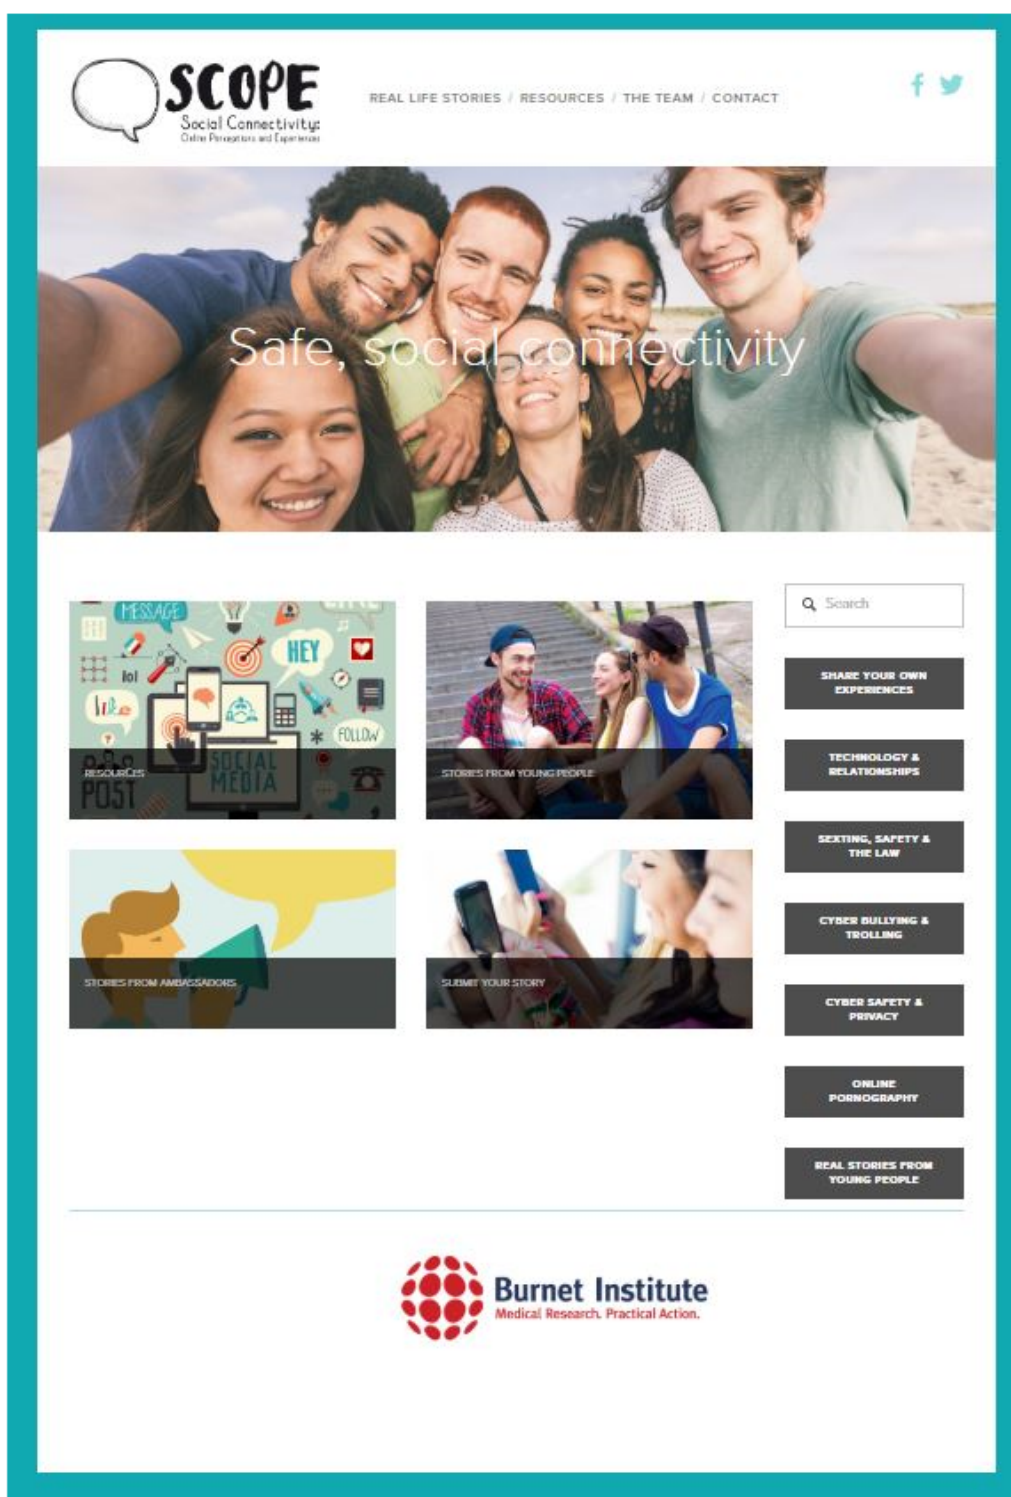 SCOPE
Social Connectivity:
Online Perceptions and Experiences
REAL LIFE STORIES / RESOURCES / THE TEAM / CONTACT
Safe, social connectivity
MESSAGE
HEY
lol
like
FOLLOW
SOCIAL
MEDIA
POST
RESOURCES
STORIES FROM YOUNG PEOPLE
STORIES FROM AMBASSADORS
SUBMIT YOUR STORY
Search
SHARE YOUR OWN
EXPERIENCES
TECHNOLOGY &
RELATIONSHIPS
SEXTING, SAFETY &
THE LAW
CYBER BULLYING &
TROLLING
CYBER SAFETY &
PRIVACY
ONLINE
PORNOGRAPHY
REAL STORIES FROM
YOUNG PEOPLE
Burnet Institute
Medical Research. Practical Action.